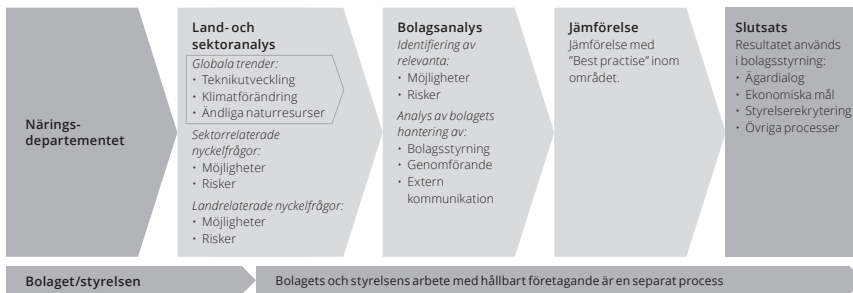 Närings-
departementet
Land- och
sektoranalys
Globala trender:
• Teknikutveckling
• Klimatförändring
• Ändliga naturresurser
Sektorrelaterade
nyckelfrågor:
• Möjligheter
• Risker
Landrelaterade nyckelfrågor:
• Möjligheter
• Risker
Bolagsanalys
Identifiering av
relevanta:
• Möjligheter
• Risker
Analys av bolagets
hantering av:
• Bolagsstyrning
• Genomförande
• Extern
kommunikation
Jämförelse
Jämförelse med
”Best practise” inom
området.
Slutsats
Resultatet används
i bolagsstyrning:
• Ägardialog
• Ekonomiska mål
• Styrelserekrytering
• Övriga processer
Bolaget/styrelsen
Bolagets och styrelsens arbete med hållbart företagande är en separat process